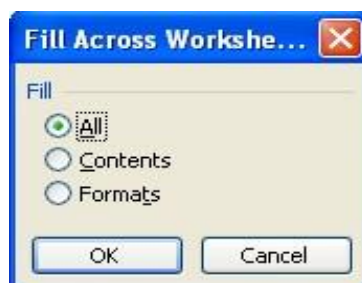 Fill Across Workshe...
Fill
All
Contents
Formats
OK Cancel